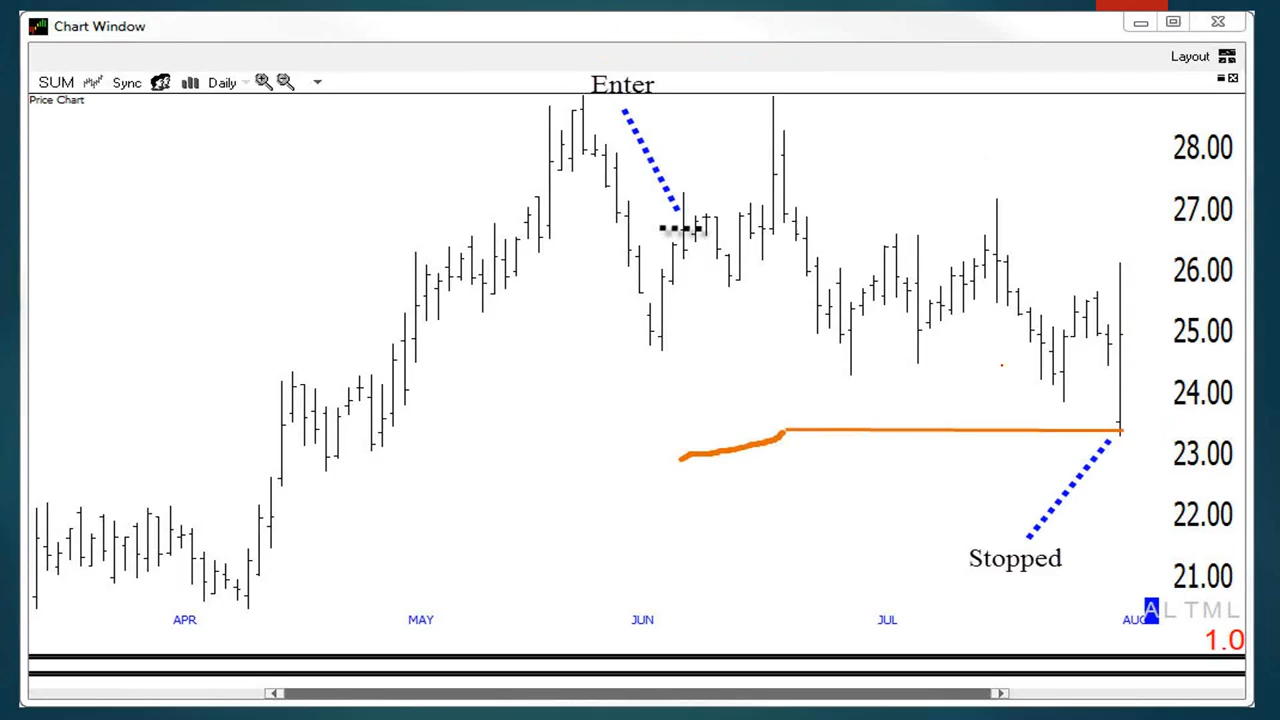 Chart Window
Layout
SUM Sync Daily
Enter
Price Chart
28.00
27.00
26.00
25.00
24.00
23.00
22.00
21.00
Stopped
APR MAY JUN JUL AUG
A L T M L
1.0